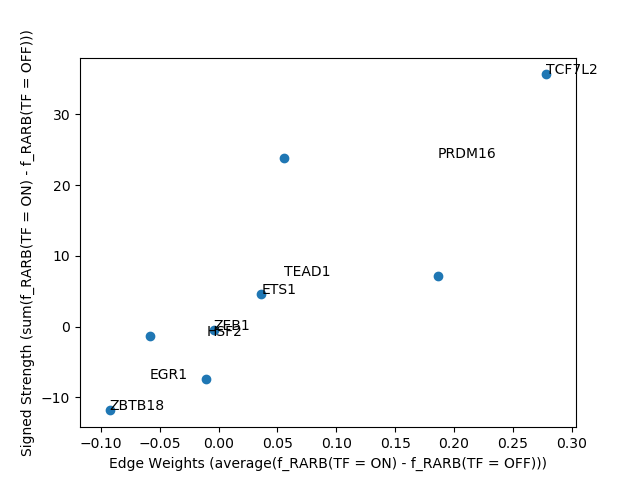 Signed Strength (sum(f_RARB(TF = ON) - f_RARB(TF = OFF)))
30
20
10
0
−10
TCF7L2
PRDM16
TEAD1
ETS1
ZEB1
HSF2
EGR1
ZBTB18
−0.10 −0.05 0.00 0.05 0.10 0.15 0.20 0.25 0.30
Edge Weights (average(f_RARB(TF = ON) - f_RARB(TF = OFF)))